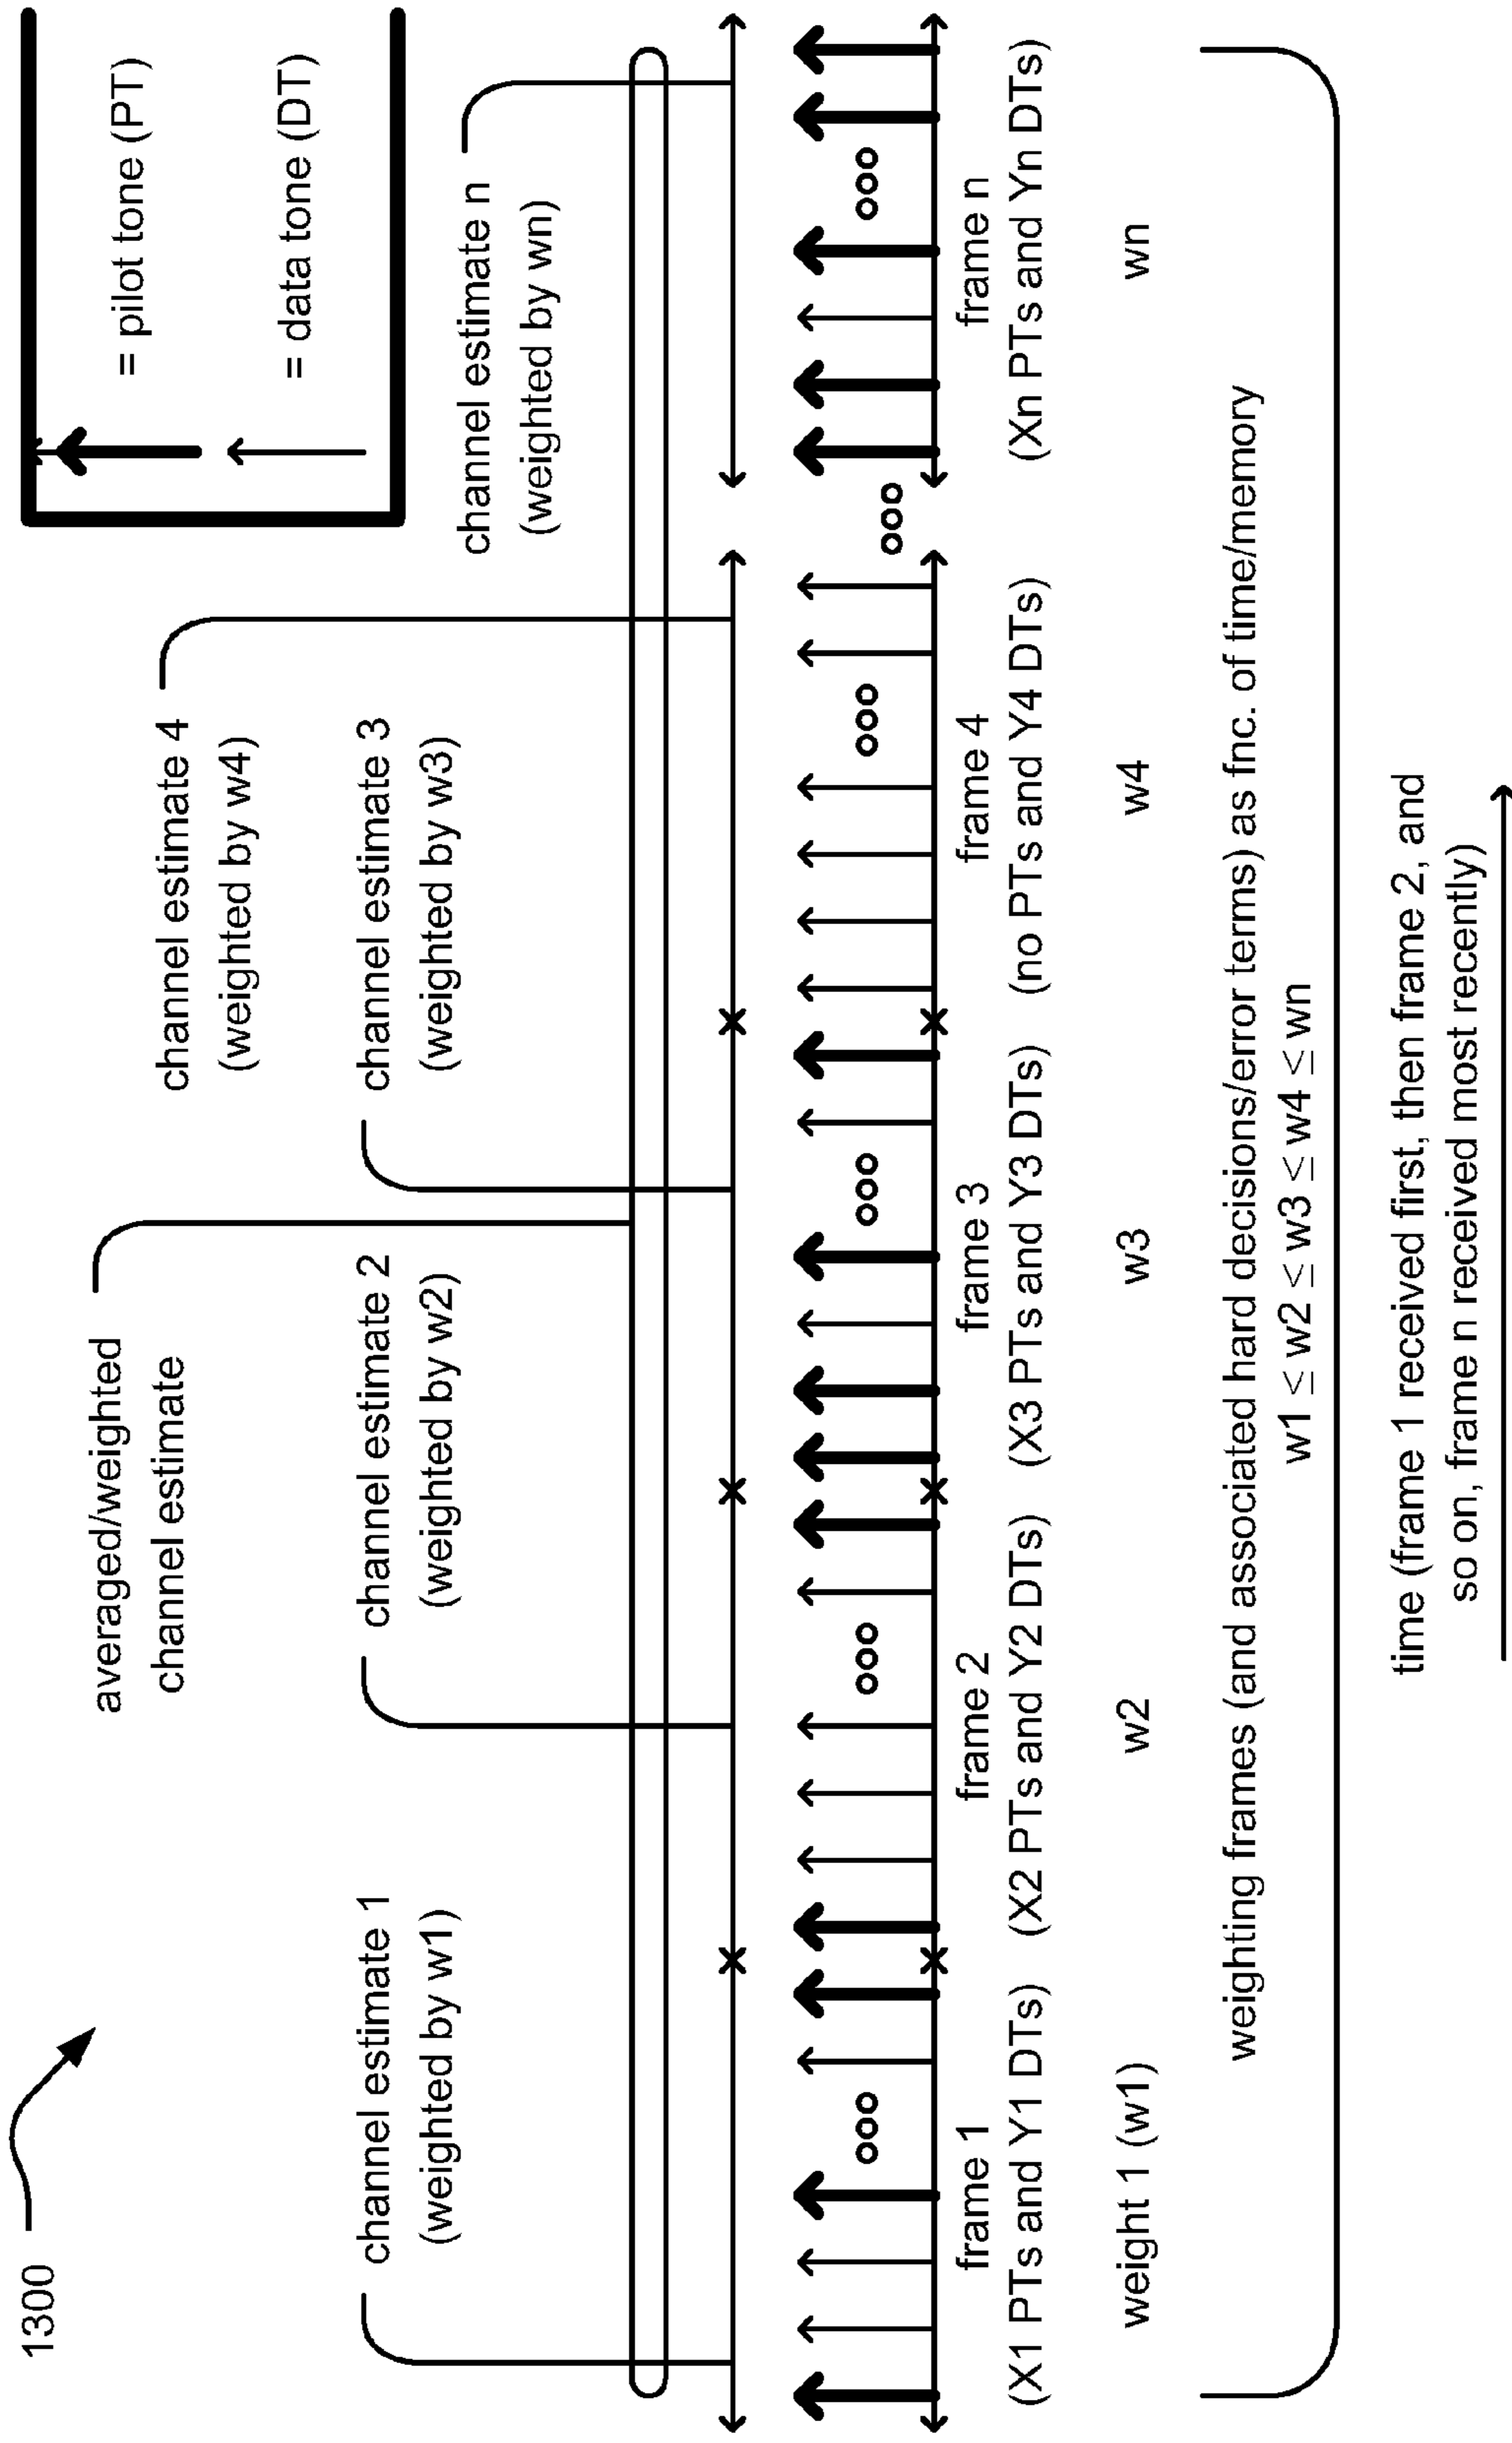 1300
= pilot tone (PT)
= data tone (DT)
averaged/weighted
channel estimate
channel estimate 1
(weighted by w1)
channel estimate 2
(weighted by w2)
channel estimate 3
(weighted by w3)
channel estimate 4
(weighted by w4)
channel estimate n
(weighted by wn)
frame 1
(X1 PTs and Y1 DTs)
frame 2
(X2 PTs and Y2 DTs)
frame 3
(X3 PTs and Y3 DTs)
frame 4
(no PTs and Y4 DTs)
frame n
(Xn PTs and Yn DTs)
weight 1 (w1)
w2
w3
w4
wn
weighting frames (and associated hard decisions/error terms) as fnc. of time/memory
w1 ≤ w2 ≤ w3 ≤ w4 ≤ wn
time (frame 1 received first, then frame 2, and
so on, frame n received most recently)